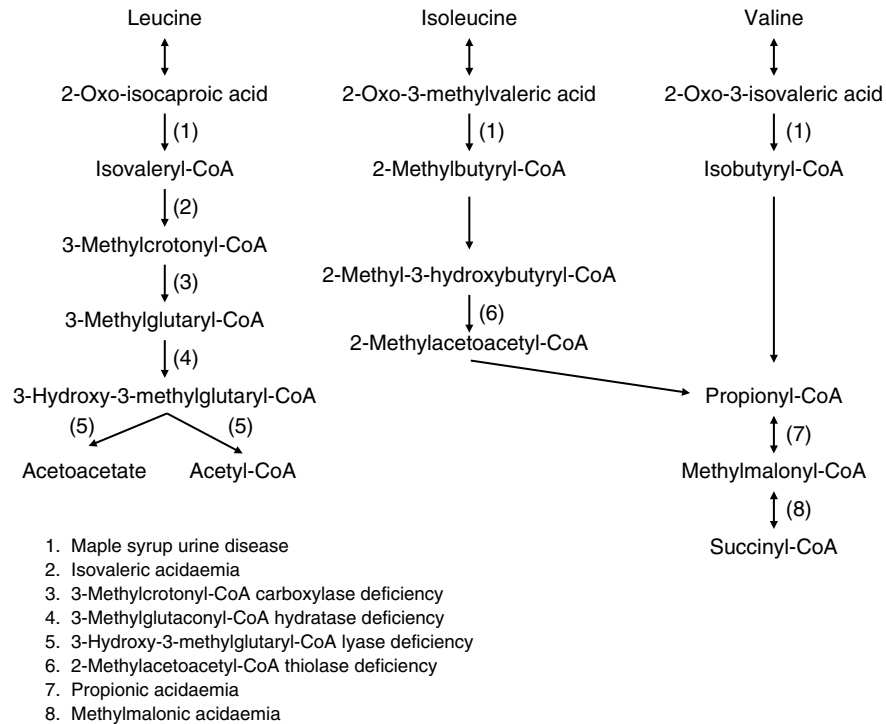 Leucine Isoleucine Valine
2-Oxo-isocaproic acid 2-Oxo-3-methylvaleric acid 2-Oxo-3-isovaleric acid
(1) (1) (1)
Isovaleryl-CoA 2-Methylbutyryl-CoA Isobutyryl-CoA
(2)
3-Methylcrotonyl-CoA
2-Methyl-3-hydroxybutyryl-CoA
(3)
(6)
3-Methylglutaryl-CoA
2-Methylacetoacetyl-CoA
(4)
3-Hydroxy-3-methylglutaryl-CoA Propionyl-CoA
(5) (5) (7)
Acetoacetate Acetyl-CoA Methylmalonyl-CoA
(8)
Succinyl-CoA
1. Maple syrup urine disease
2. Isovaleric acidaemia
3. 3-Methylcrotonyl-CoA carboxylase deficiency
4. 3-Methylglutaconyl-CoA hydratase deficiency
5. 3-Hydroxy-3-methylglutaryl-CoA lyase deficiency
6. 2-Methylacetoacetyl-CoA thiolase deficiency
7. Propionic acidaemia
8. Methylmalonic acidaemia